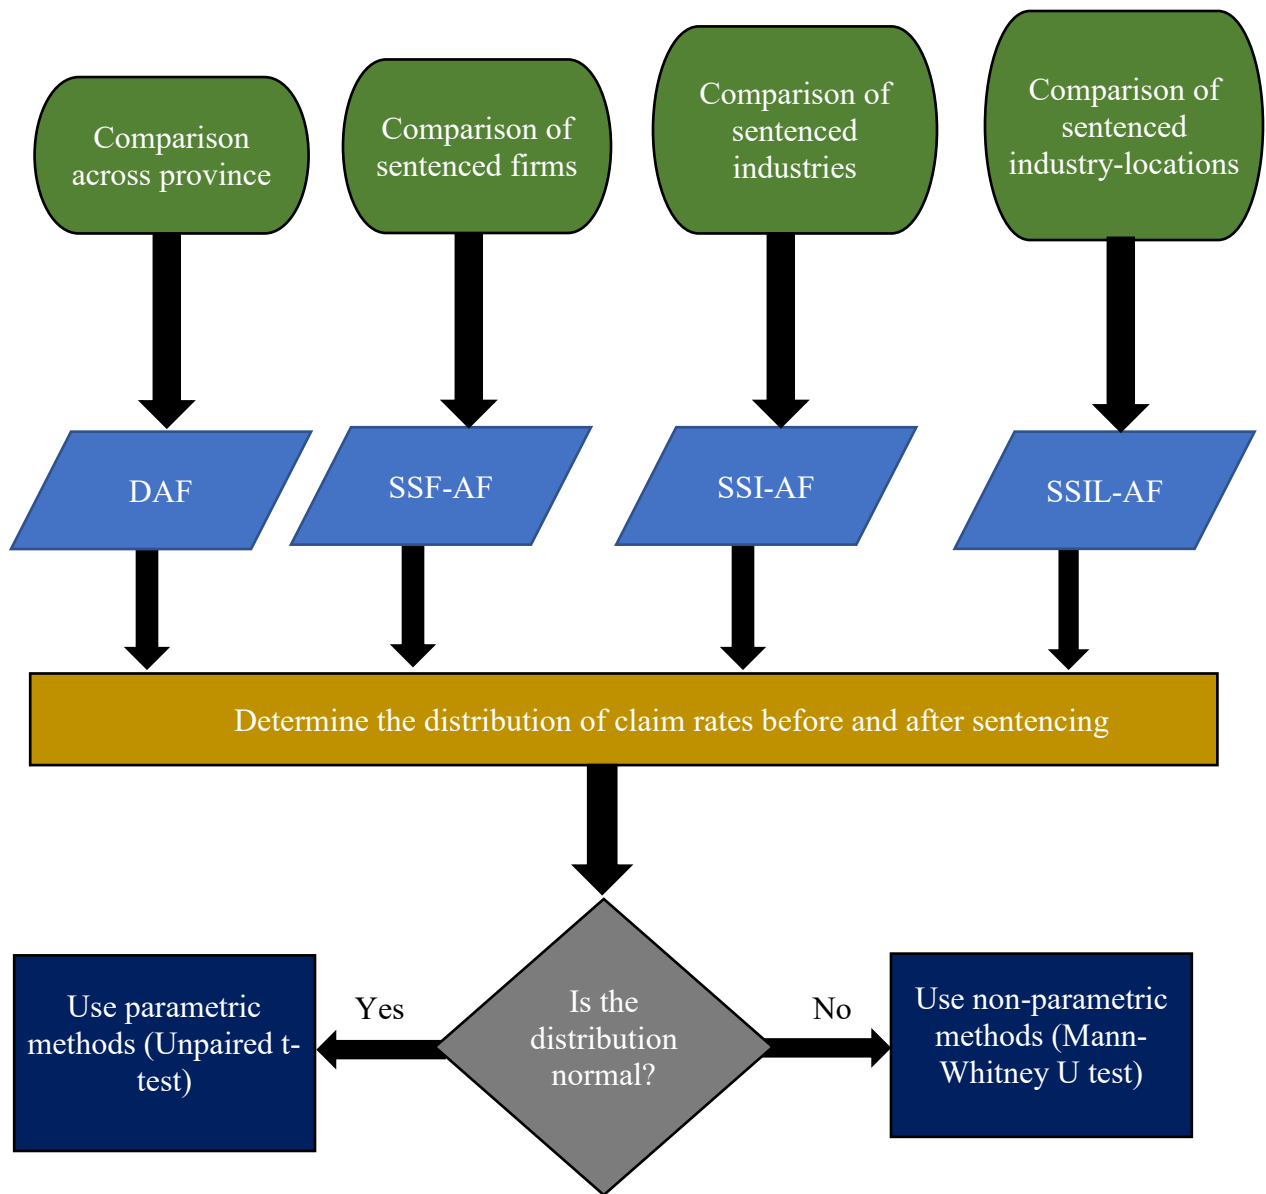 Comparison
across province
Comparison of
sentenced firms
Comparison of
sentenced
industries
Comparison of
sentenced
industry-locations
DAF
SSF-AF
SSI-AF
SSIL-AF
Determine the distribution of claim rates before and after sentencing
Use parametric
methods (Unpaired t-
test)
Yes
Is the
distribution
normal?
No
Use non-parametric
methods (Mann-
Whitney U test)